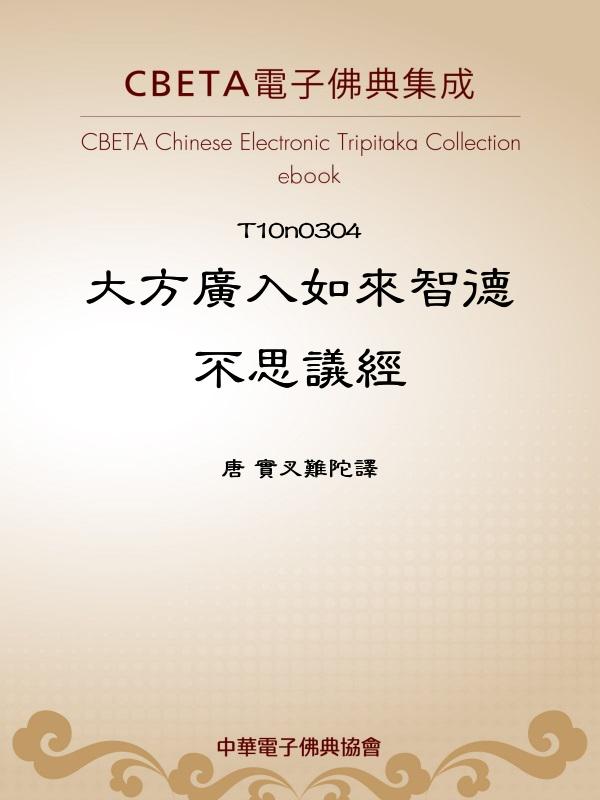 CBETA電子佛典集成
CBETA Chinese Electronic Tripitaka Collection
ebook
T10n0304
大方廣入如來智德
不思議經
唐 實叉難陀譯
中華電子佛典協會